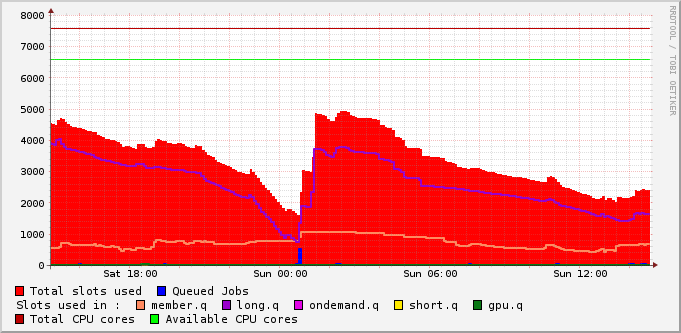 8000
7000
6000
5000
4000
3000
2000
1000
0
Sat 18:00 Sun 00:00 Sun 06:00 Sun 12:00
Total slots used Queued Jobs
Slots used in : member.q long.q ondemand.q short.q gpu.q
Total CPU cores Available CPU cores
RRDTOOL / TOBI OETIKER